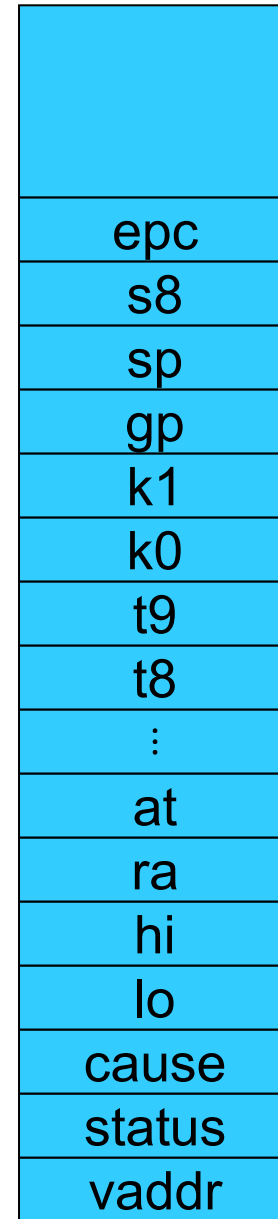 epc
s8
sp
gp
k1
k0
t9
t8
⋮
at
ra
hi
lo
cause
status
vaddr